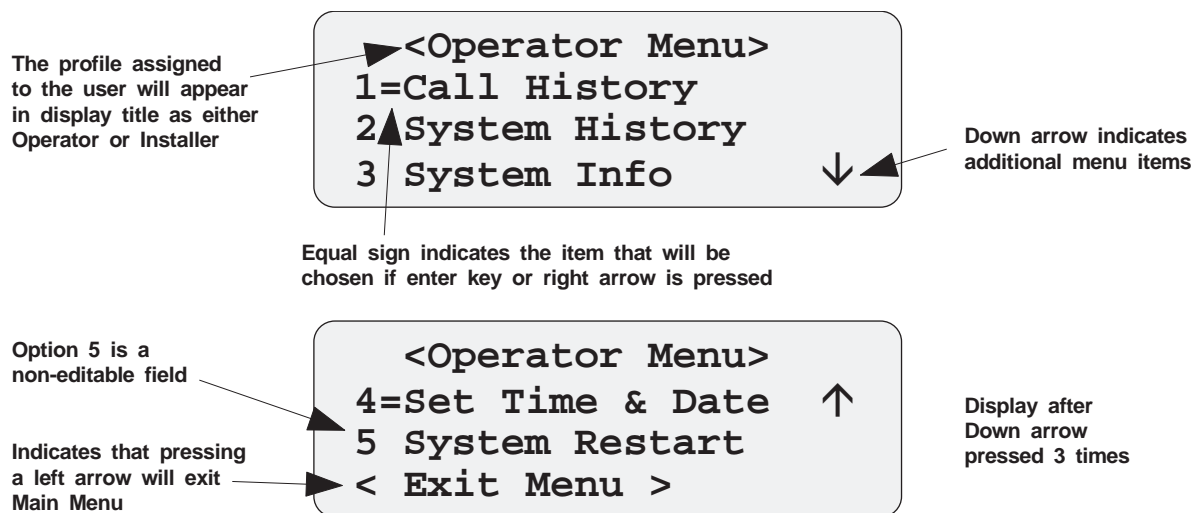 The profile assigned
to the user will appear
in display title as either
Operator or Installer
<Operator Menu>
1=Call History
2 System History
3 System Info ↓
Down arrow indicates
additional menu items
Equal sign indicates the item that will be
chosen if enter key or right arrow is pressed
Option 5 is a
non-editable field
Indicates that pressing
a left arrow will exit
Main Menu
<Operator Menu>
4=Set Time & Date ↑
5 System Restart
< Exit Menu >
Display after
Down arrow
pressed 3 times